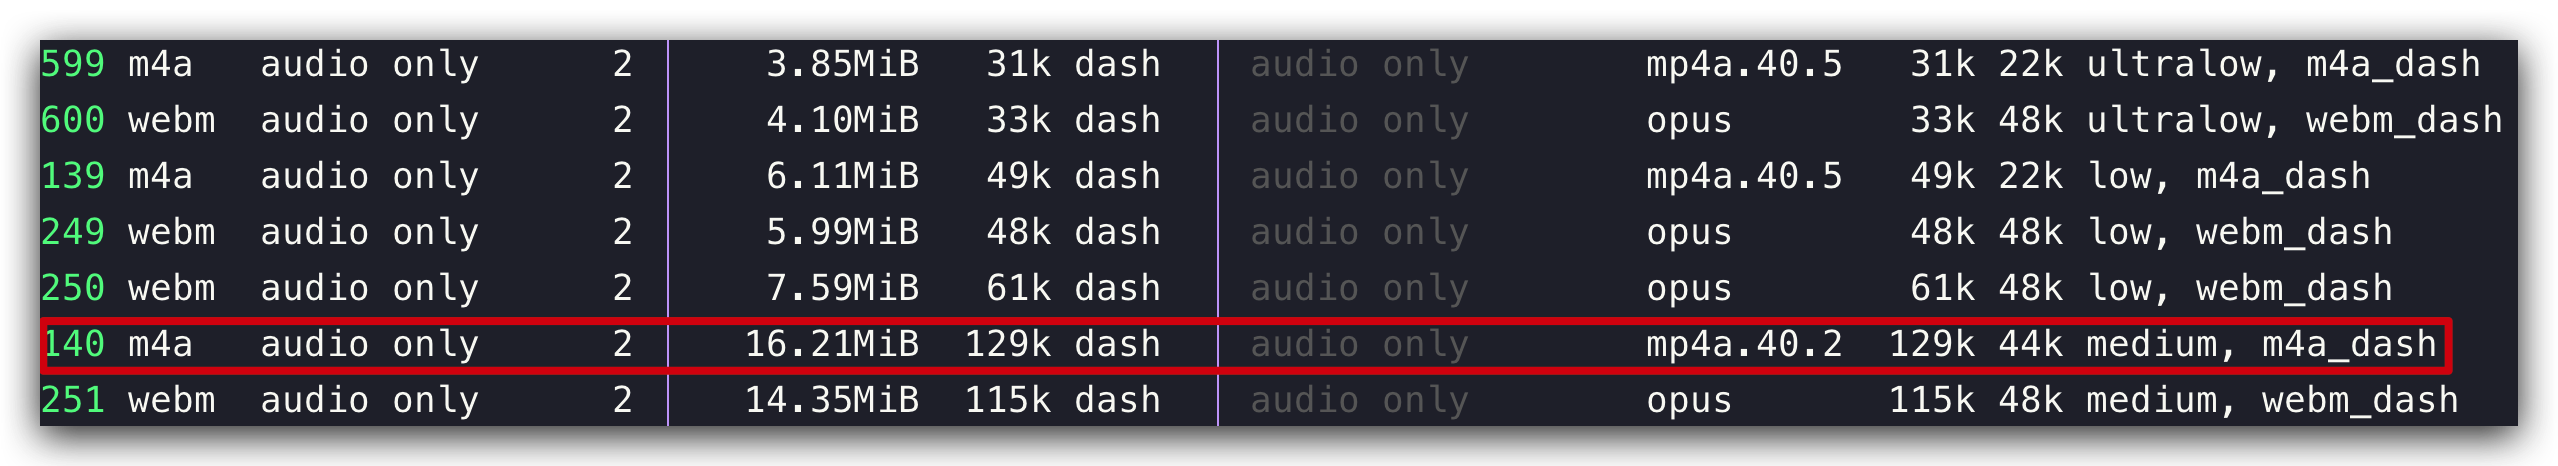 599 m4a audio only 2 3.85MiB 31k dash audio only mp4a.40.5 31k 22k ultralow, m4a_dash
600 webm audio only 2 4.10MiB 33k dash audio only opus 33k 48k ultralow, webm_dash
139 m4a audio only 2 6.11MiB 49k dash audio only mp4a.40.5 49k 22k low, m4a_dash
249 webm audio only 2 5.99MiB 48k dash audio only opus 48k 48k low, webm_dash
250 webm audio only 2 7.59MiB 61k dash audio only opus 61k 48k low, webm_dash
140 m4a audio only 2 16.21MiB 129k dash audio only mp4a.40.2 129k 44k medium, m4a_dash
251 webm audio only 2 14.35MiB 115k dash audio only opus 115k 48k medium, webm_dash